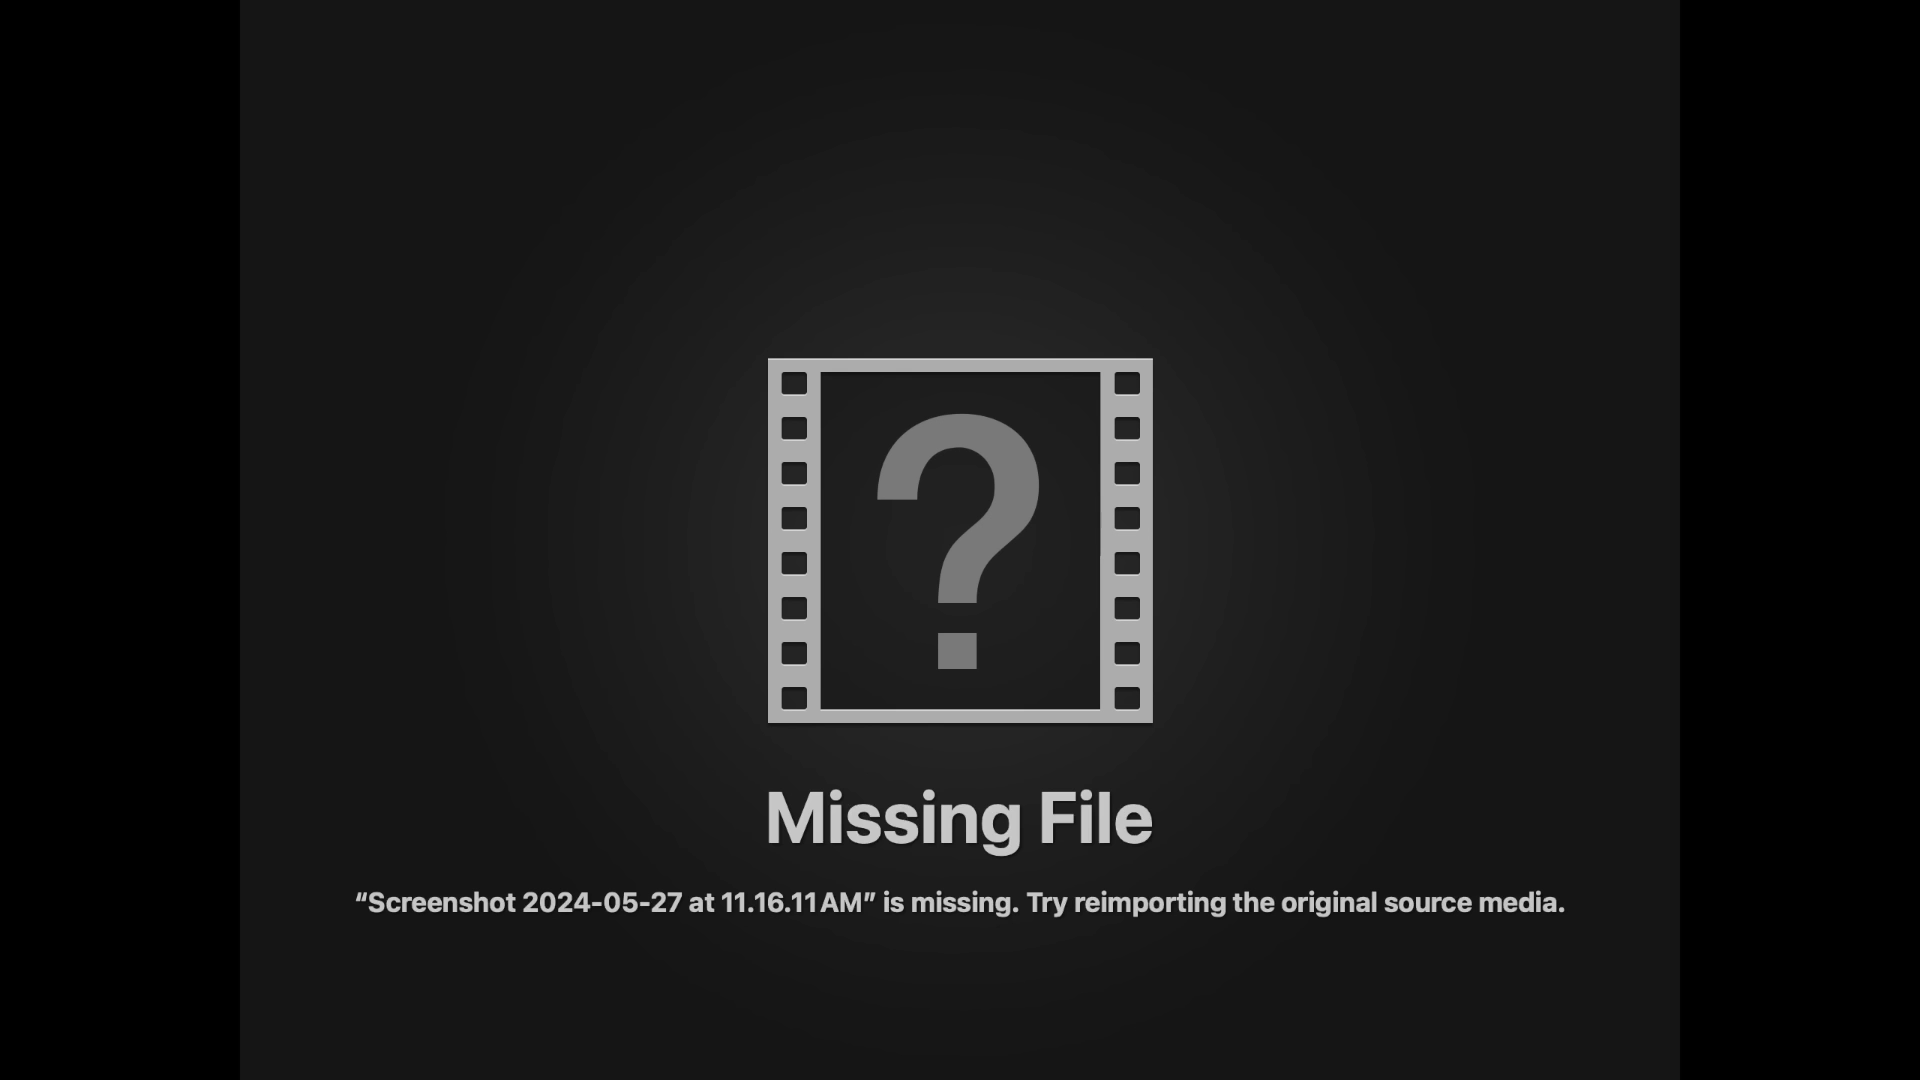 ?
Missing File
“Screenshot 2024-05-27 at 11.16.11 AM” is missing. Try reimporting the original source media.